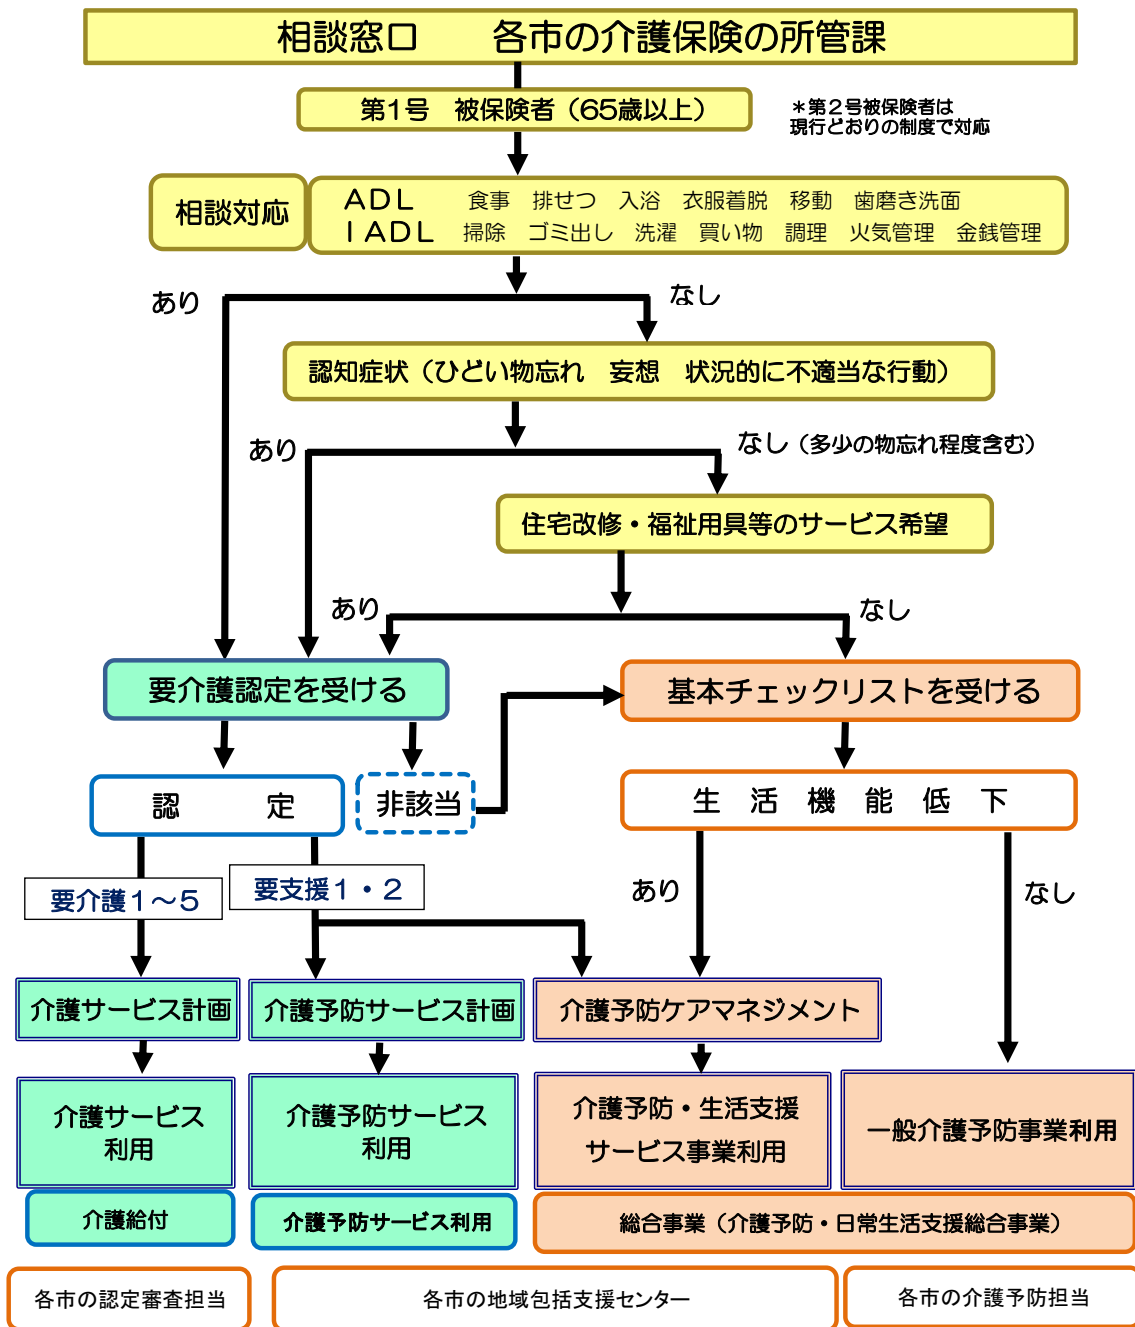 相談窓口　　各市の介護保険の所管課
第1号　被保険者（65歳以上）
＊第２号被保険者は
現行どおりの制度で対応
相談対応
ＡＤＬ　　食事　排せつ　入浴　衣服着脱　移動　歯磨き洗面
ＩＡＤＬ　掃除　ゴミ出し　洗濯　買い物　調理　火気管理　金銭管理
あり
なし
認知症状（ひどい物忘れ　妄想　状況的に不適当な行動）
あり
なし（多少の物忘れ程度含む）
住宅改修・福祉用具等のサービス希望
あり
なし
要介護認定を受ける
基本チェックリストを受ける
認　　　定
非該当
生　活　機　能　低　下
要介護１～５
要支援１・２
あり
なし
介護サービス計画
介護予防サービス計画
介護予防ケアマネジメント
介護サービス
利用
介護予防サービス
利用
介護予防・生活支援
サービス事業利用
一般介護予防事業利用
介護給付
介護予防サービス利用
総合事業（介護予防・日常生活支援総合事業）
各市の認定審査担当
各市の地域包括支援センター
各市の介護予防担当